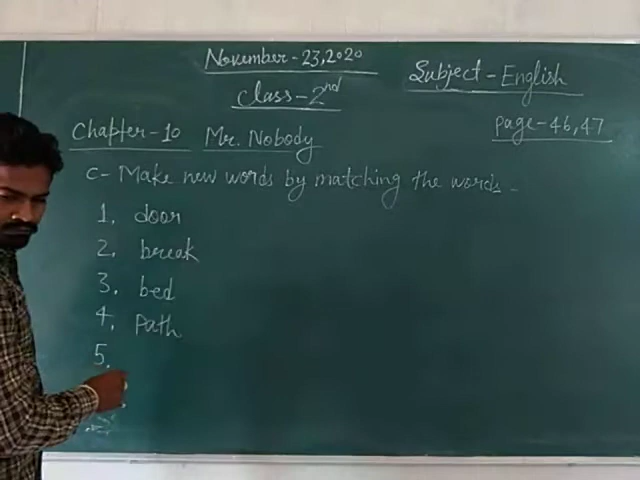 November-23,2020
Subject - English
Class-2nd
Chapter-10 Mr. Nobody
page-46,47
C- Make new words by matching the words -
1. door
2. break
3. bed
4. Path
5.